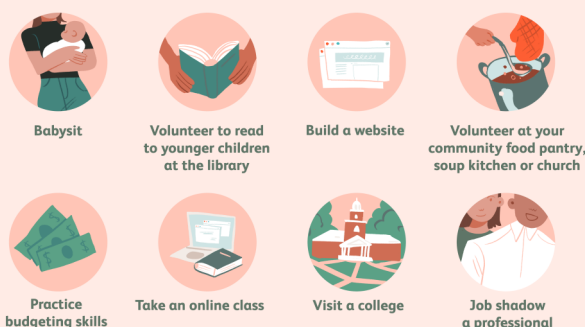 Babysit
Volunteer to read
to younger children
at the library
Build a website
Volunteer at your
community food pantry,
soup kitchen or church
Practice
budgeting skills
Take an online class
Visit a college
Job shadow
a professional